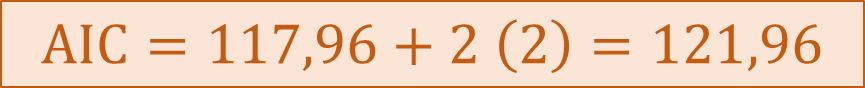 AIC = 117,96 + 2 (2) = 121,96